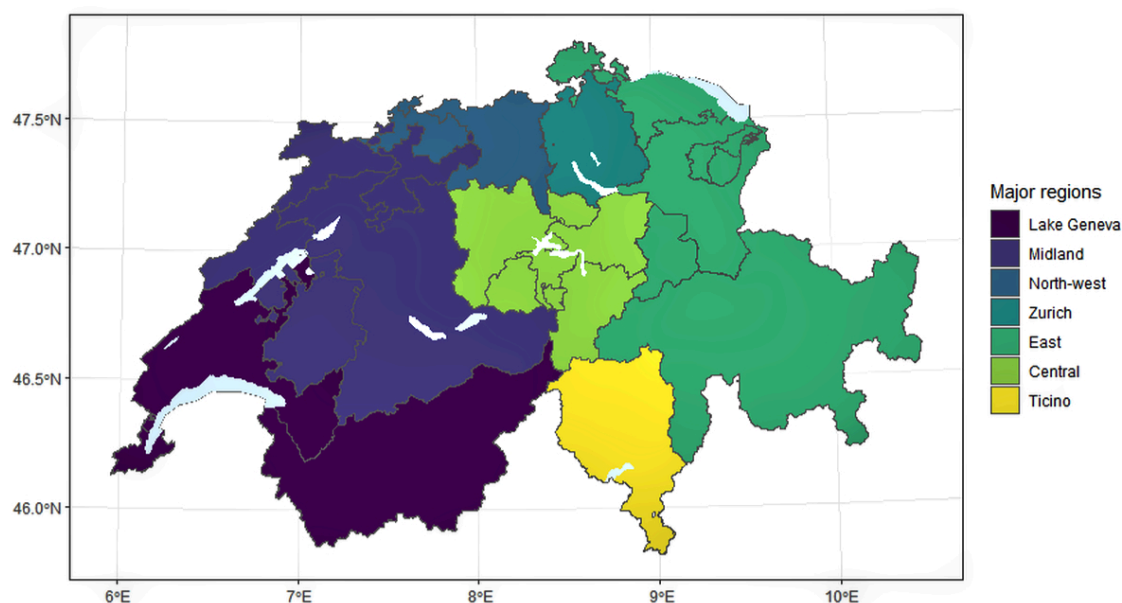 47.5°N
47.0°N
46.5°N
46.0°N
6°E 7°E 8°E 9°E 10°E
Major regions
Lake Geneva
Midland
North-west
Zurich
East
Central
Ticino